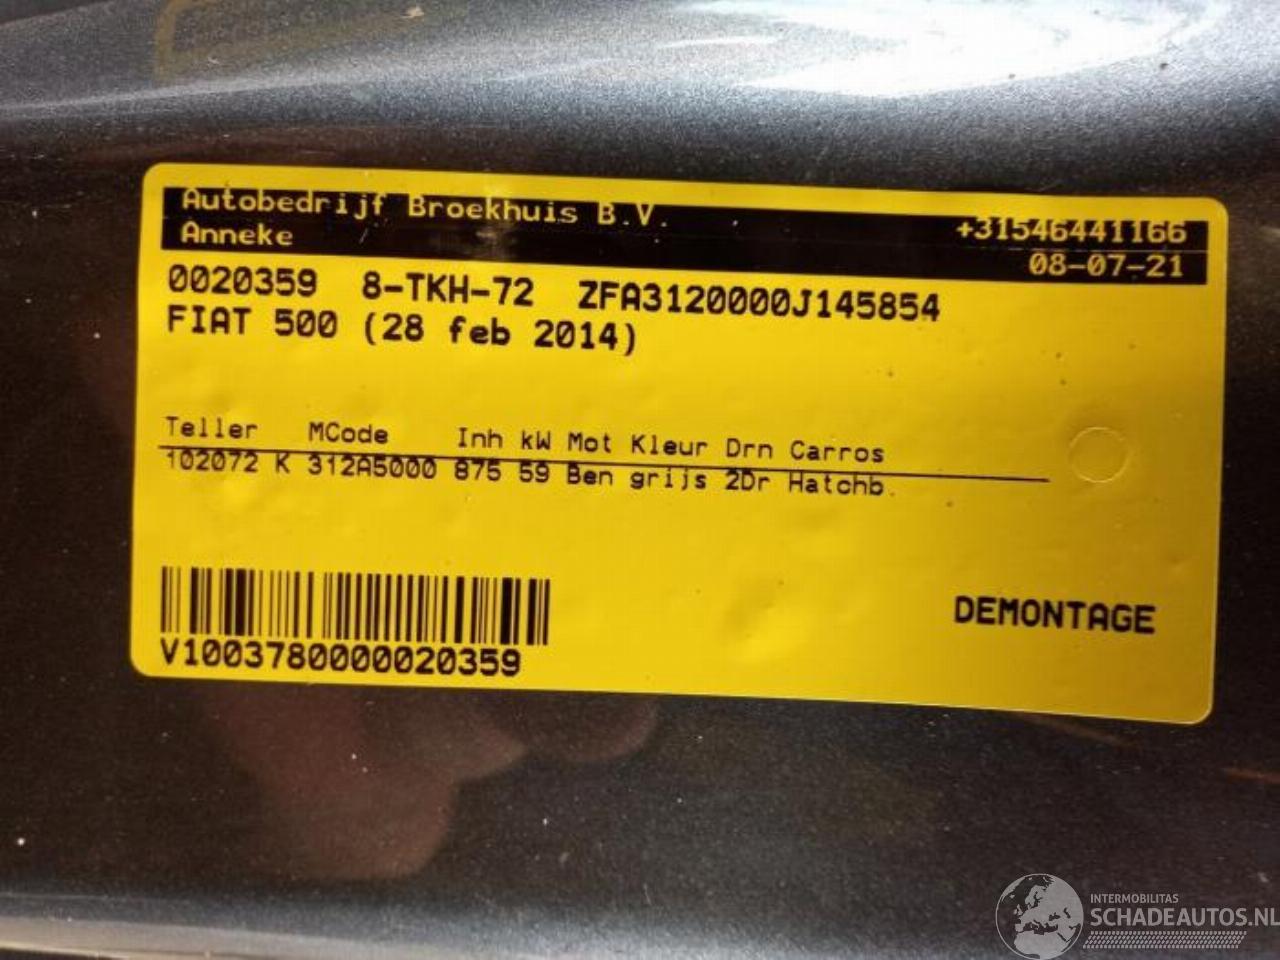 Autobedrijf Broekhuis B.V.
Anneke
+31546441166
08-07-21
0020359 8-TKH-72 ZFA3120000J145854
FIAT 500 (28 feb 2014)
Teller MCode Inh kW Mot Kleur Drn Carros
102072 K 312A5000 875 59 Ben grijs 2Dr Hatchb.
DEMONTAGE
V1003780000020359
INTERMOBILITAS
SCHADEAUTOS.NL